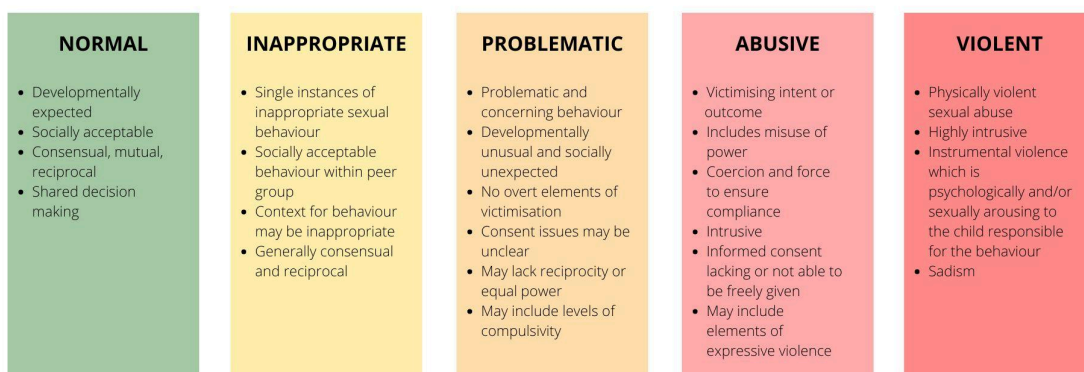 NORMAL
• Developmentally
expected
• Socially acceptable
• Consensual, mutual,
reciprocal
• Shared decision
making
INAPPROPRIATE
• Single instances of
inappropriate sexual
behaviour
• Socially acceptable
behaviour within peer
group
• Context for behaviour
may be inappropriate
• Generally consensual
and reciprocal
PROBLEMATIC
• Problematic and
concerning behaviour
• Developmentally
unusual and socially
unexpected
• No overt elements of
victimisation
• Consent issues may be
unclear
• May lack reciprocity or
equal power
• May include levels of
compulsivity
ABUSIVE
• Victimising intent or
outcome
• Includes misuse of
power
• Coercion and force
to ensure
compliance
• Intrusive
• Informed consent
lacking or not able to
be freely given
• May include
elements of
expressive violence
VIOLENT
• Physically violent
sexual abuse
• Highly intrusive
• Instrumental violence
which is
psychologically and/or
sexually arousing to
the child responsible
for the behaviour
• Sadism